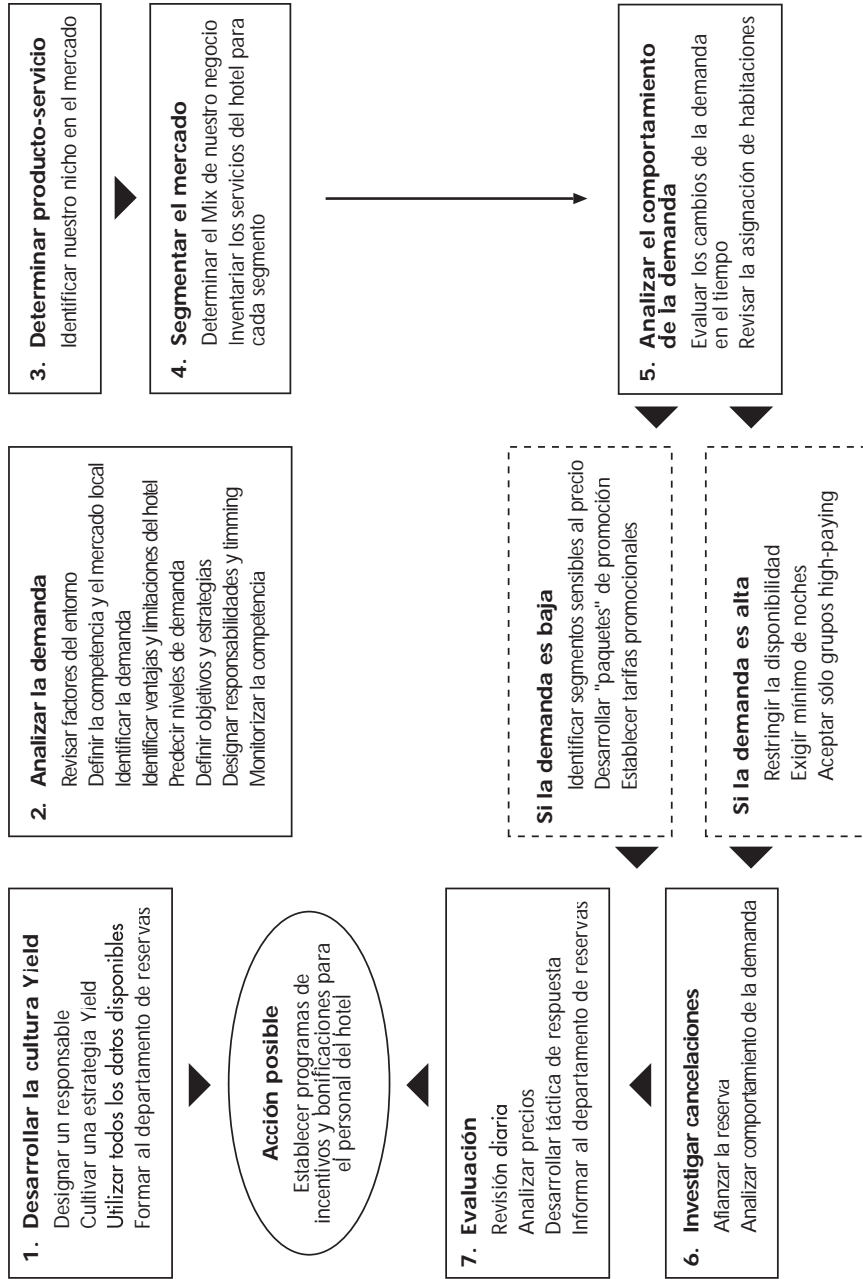 1. Desarrollar la cultura Yield
Designar un responsable
Cultivar una estrategia Yield
Utilizar todos los datos disponibles
Formar al departamento de reservas
Acción posible
Establecer programas de
incentivos y bonificaciones para
el personal del hotel
2. Analizar la demanda
Revisar factores del entorno
Definir la competencia y el mercado local
Identificar la demanda
Identificar ventajas y limitaciones del hotel
Predecir niveles de demanda
Definir objetivos y estrategias
Designar responsabilidades y timming
Monitorizar la competencia
3. Determinar producto-servicio
Identificar nuestro nicho en el mercado
4. Segmentar el mercado
Determinar el Mix de nuestro negocio
Inventariar los servicios del hotel para
cada segmento
5. Analizar el comportamiento
de la demanda
Evaluar los cambios de la demanda
en el tiempo
Revisar la asignación de habitaciones
Si la demanda es baja
Identificar segmentos sensibles al precio
Desarrollar "paquetes" de promoción
Establecer tarifas promocionales
Si la demanda es alta
Restringir la disponibilidad
Exigir mínimo de noches
Aceptar sólo grupos high-paying
6. Investigar cancelaciones
Afianzar la reserva
Analizar comportamiento de la demanda
7. Evaluación
Revisión diaria
Analizar precios
Desarrollar táctica de respuesta
Informar al departamento de reservas